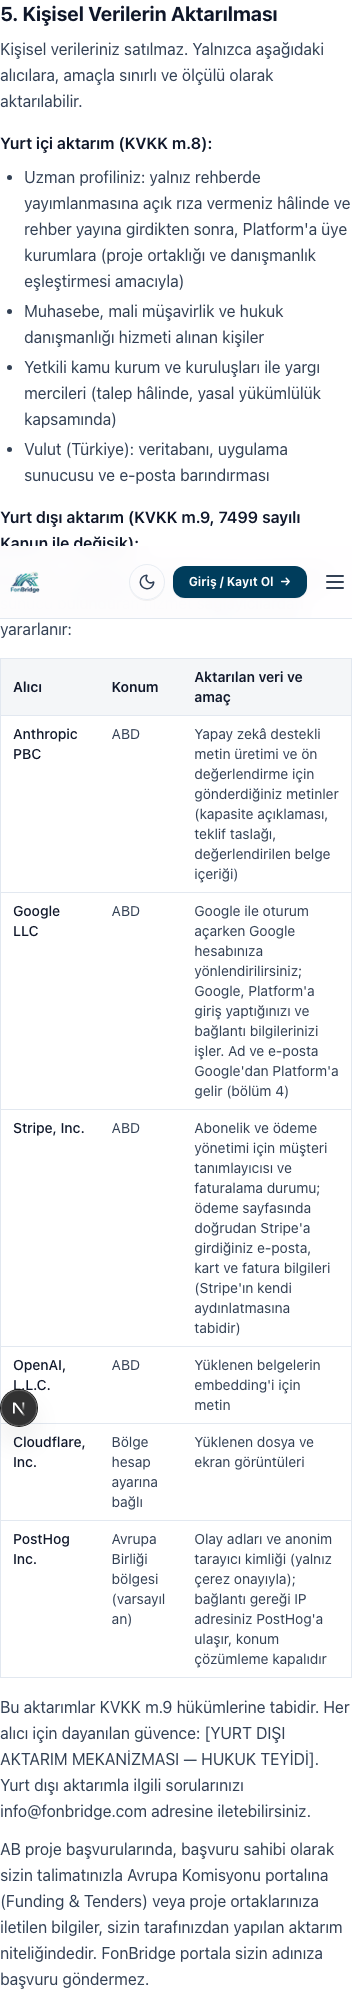 5. Kişisel Verilerin Aktarılması
Kişisel verileriniz satılmaz. Yalnızca aşağıdaki
alıcılara, amaçla sınırlı ve ölçülü olarak
aktarılabilir.
Yurt içi aktarım (KVKK m.8):
• Uzman profiliniz: yalnız rehberde
yayımlanmasına açık rıza vermeniz hâlinde ve
rehber yayına girdikten sonra, Platform'a üye
kurumlara (proje ortaklığı ve danışmanlık
eşleştirmesi amacıyla)
• Muhasebe, mali müşavirlik ve hukuk
danışmanlığı hizmeti alınan kişiler
• Yetkili kamu kurum ve kuruluşları ile yargı
mercileri (talep hâlinde, yasal yükümlülük
kapsamında)
• Vulut (Türkiye): veritabanı, uygulama
sunucusu ve e-posta barındırması
Yurt dışı aktarım (KVKK m.9, 7499 sayılı
Kanun ile değişik):
FonBridge
Giriş / Kayıt Ol →
yararlanır:
Alıcı Konum Aktarılan veri ve
amaç
Anthropic ABD Yapay zekâ destekli
PBC metin üretimi ve ön
değerlendirme için
gönderdiğiniz metinler
(kapasite açıklaması,
teklif taslağı,
değerlendirilen belge
içeriği)
Google ABD Google ile oturum
LLC açarken Google
hesabınıza
yönlendirilirsiniz;
Google, Platform'a
giriş yaptığınızı ve
bağlantı bilgilerinizi
işler. Ad ve e-posta
Google'dan Platform'a
gelir (bölüm 4)
Stripe, Inc. ABD Abonelik ve ödeme
yönetimi için müşteri
tanımlayıcısı ve
faturalama durumu;
ödeme sayfasında
doğrudan Stripe'a
girdiğiniz e-posta,
kart ve fatura bilgileri
(Stripe'ın kendi
aydınlatmasına
tabidir)
OpenAI, ABD Yüklenen belgelerin
L.L.C. embedding'i için
metin
N
Cloudflare, Bölge Yüklenen dosya ve
Inc. hesap ekran görüntüleri
ayarına
bağlı
PostHog Avrupa Olay adları ve anonim
Inc. Birliği tarayıcı kimliği (yalnız
bölgesi çerez onayıyla);
(varsayıl bağlantı gereği IP
an) adresiniz PostHog'a
ulaşır, konum
çözümleme kapalıdır
Bu aktarımlar KVKK m.9 hükümlerine tabidir. Her
alıcı için dayanılan güvence: [YURT DIŞI
AKTARIM MEKANİZMASI — HUKUK TEYİDİ].
Yurt dışı aktarımla ilgili sorularınızı
info@fonbridge.com adresine iletebilirsiniz.
AB proje başvurularında, başvuru sahibi olarak
sizin talimatınızla Avrupa Komisyonu portalına
(Funding & Tenders) veya proje ortaklarınıza
iletilen bilgiler, sizin tarafınızdan yapılan aktarım
niteliğindedir. FonBridge portala sizin adınıza
başvuru göndermez.